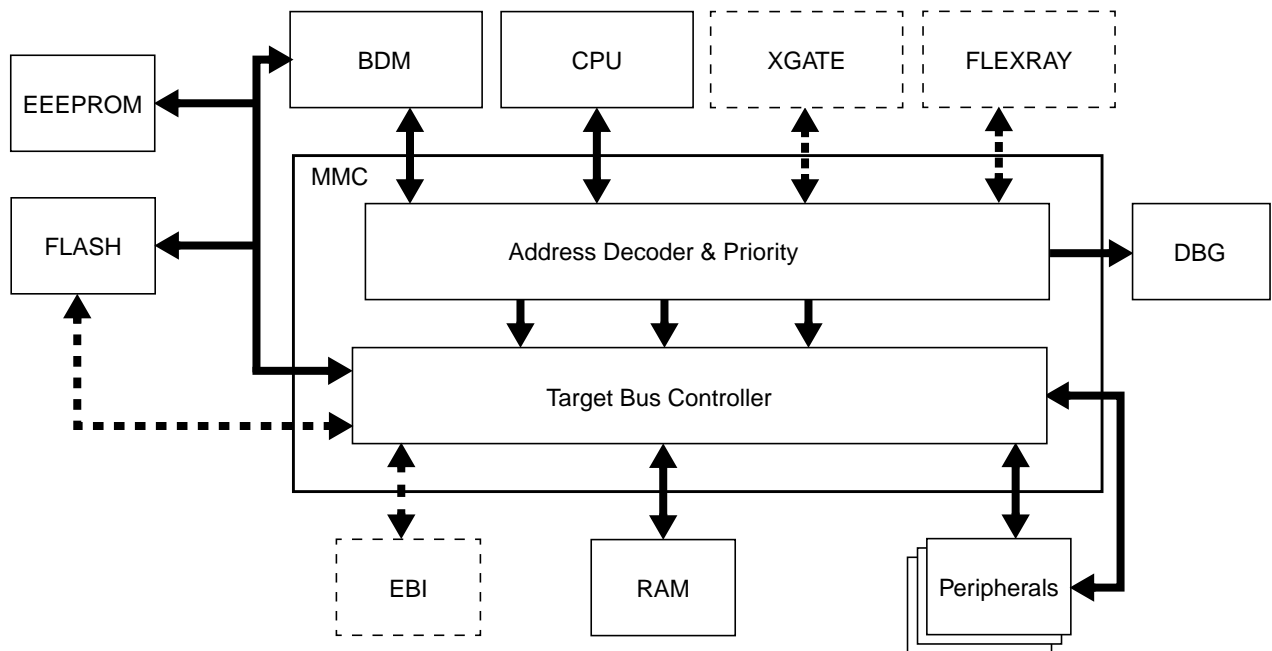 BDM
CPU
XGATE
FLEXRAY
EEEPROM
MMC
FLASH
Address Decoder & Priority
DBG
Target Bus Controller
EBI
RAM
Peripherals